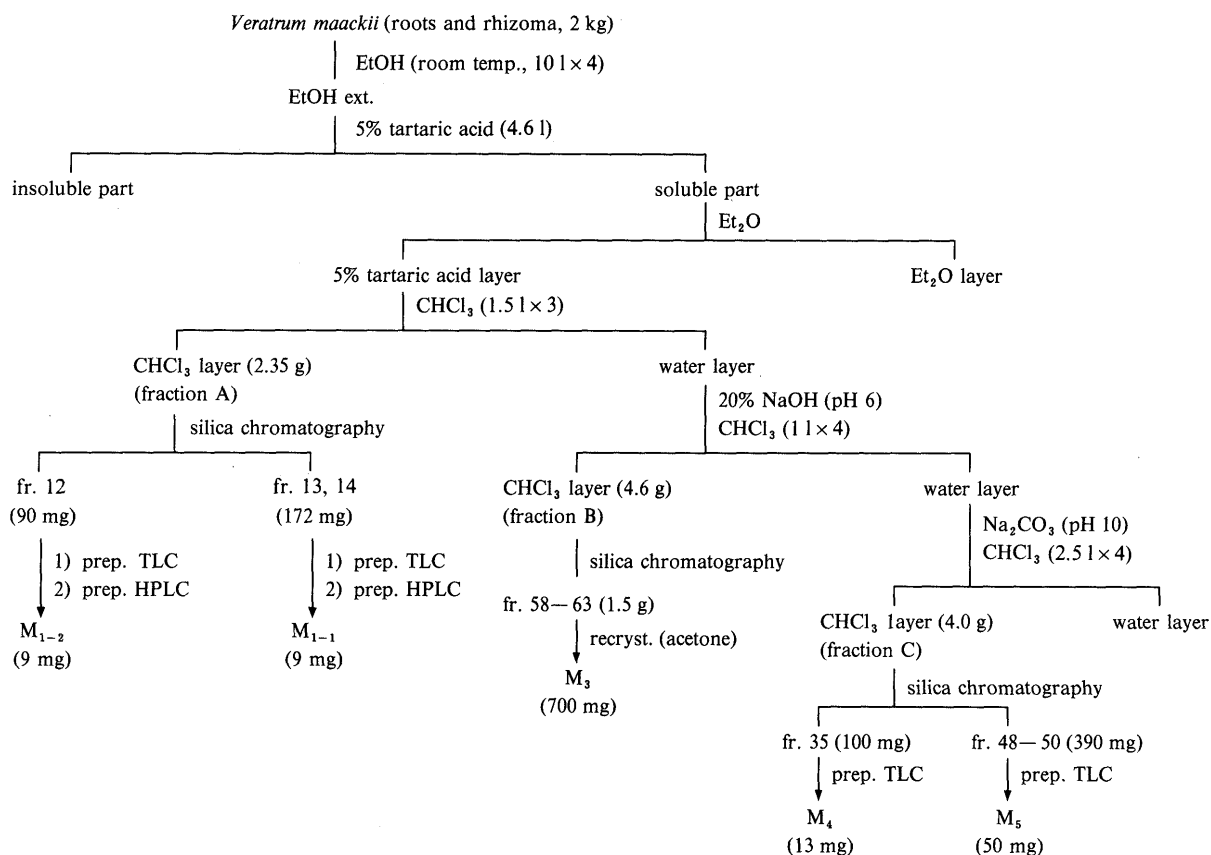 Veratrum maackii (roots and rhizoma, 2 kg)
EtOH (room temp., 10 l × 4)
EtOH ext.
5% tartaric acid (4.6 l)
insoluble part
soluble part
Et₂O
5% tartaric acid layer
Et₂O layer
CHCl₃ (1.5 l × 3)
CHCl₃ layer (2.35 g)
(fraction A)
water layer
silica chromatography
20% NaOH (pH 6)
CHCl₃ (1 l × 4)
fr. 12
(90 mg)
fr. 13, 14
(172 mg)
CHCl₃ layer (4.6 g)
(fraction B)
water layer
1) prep. TLC
2) prep. HPLC
1) prep. TLC
2) prep. HPLC
silica chromatography
Na₂CO₃ (pH 10)
CHCl₃ (2.5 l × 4)
fr. 58—63 (1.5 g)
M₁₋₂
(9 mg)
M₁₋₁
(9 mg)
recryst. (acetone)
CHCl₃ layer (4.0 g)
(fraction C)
water layer
M₃
(700 mg)
silica chromatography
fr. 35 (100 mg)
fr. 48—50 (390 mg)
prep. TLC
prep. TLC
M₄
(13 mg)
M₅
(50 mg)